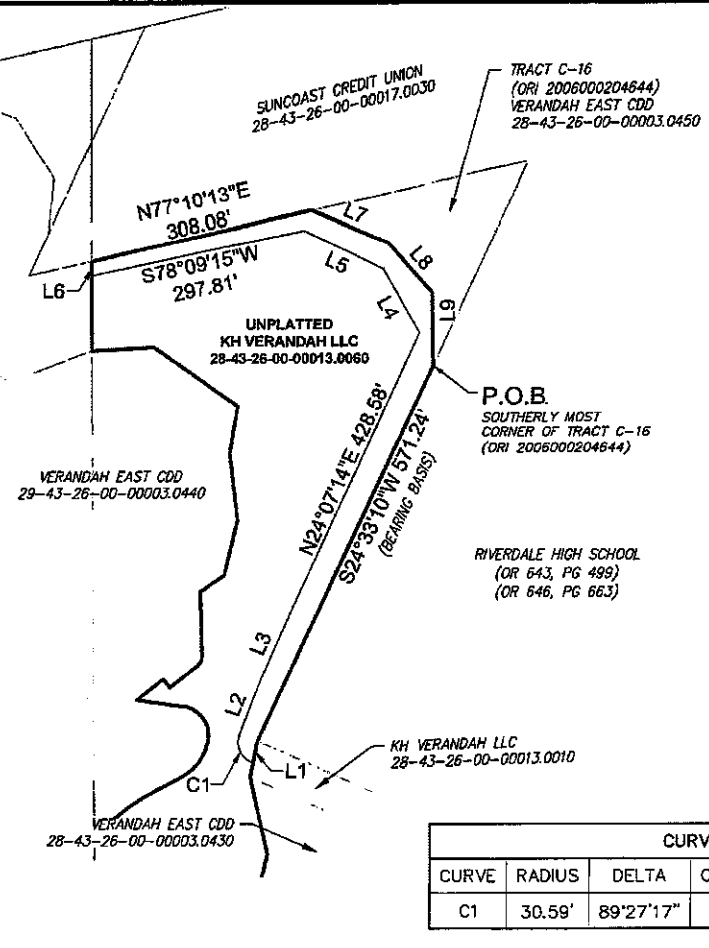 TRACT C-16
(ORI 2006000204644)
VERANDAH EAST CDD
28-43-26-00-00003.0450
SUNCOAST CREDIT UNION
28-43-26-00-00017.0030
N77°10'13"E
308.08'
L7
L8
S78°09'15"W
297.81'
L5
L6
L4
L9
UNPLATTED
KH VERANDAH LLC
28-43-26-00-00013.0060
P.O.B.
SOUTHERLY MOST
CORNER OF TRACT C-16
(ORI 2006000204644)
N24°07'14"E 428.58'
S24°33'10"W 571.24'
(BEARING BASIS)
VERANDAH EAST CDD
29-43-26-00-00003.0440
RIVERDALE HIGH SCHOOL
(OR 643, PG 499)
(OR 646, PG 663)
L3
L2
KH VERANDAH LLC
28-43-26-00-00013.0010
L1
C1
VERANDAH EAST CDD
28-43-26-00-00003.0430
CURV
CURVE RADIUS DELTA C
C1 30.59' 89°27'17"